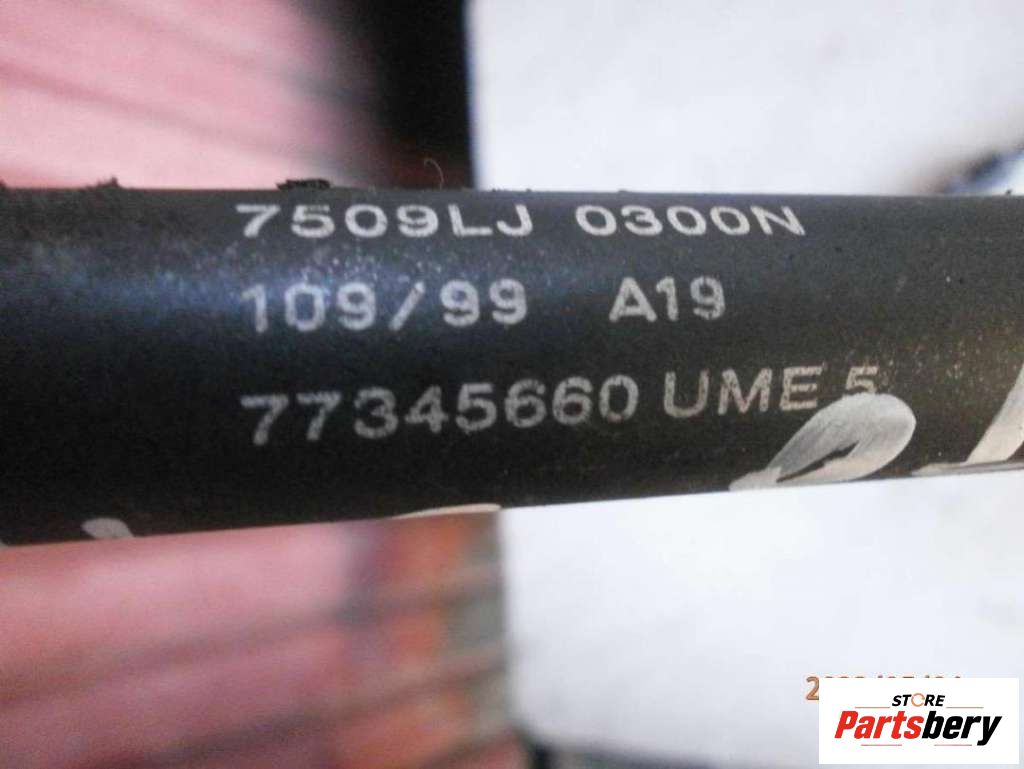 7509LJ 0300N
109/99 A19
77345660 UME 5
STORE
Partsbery